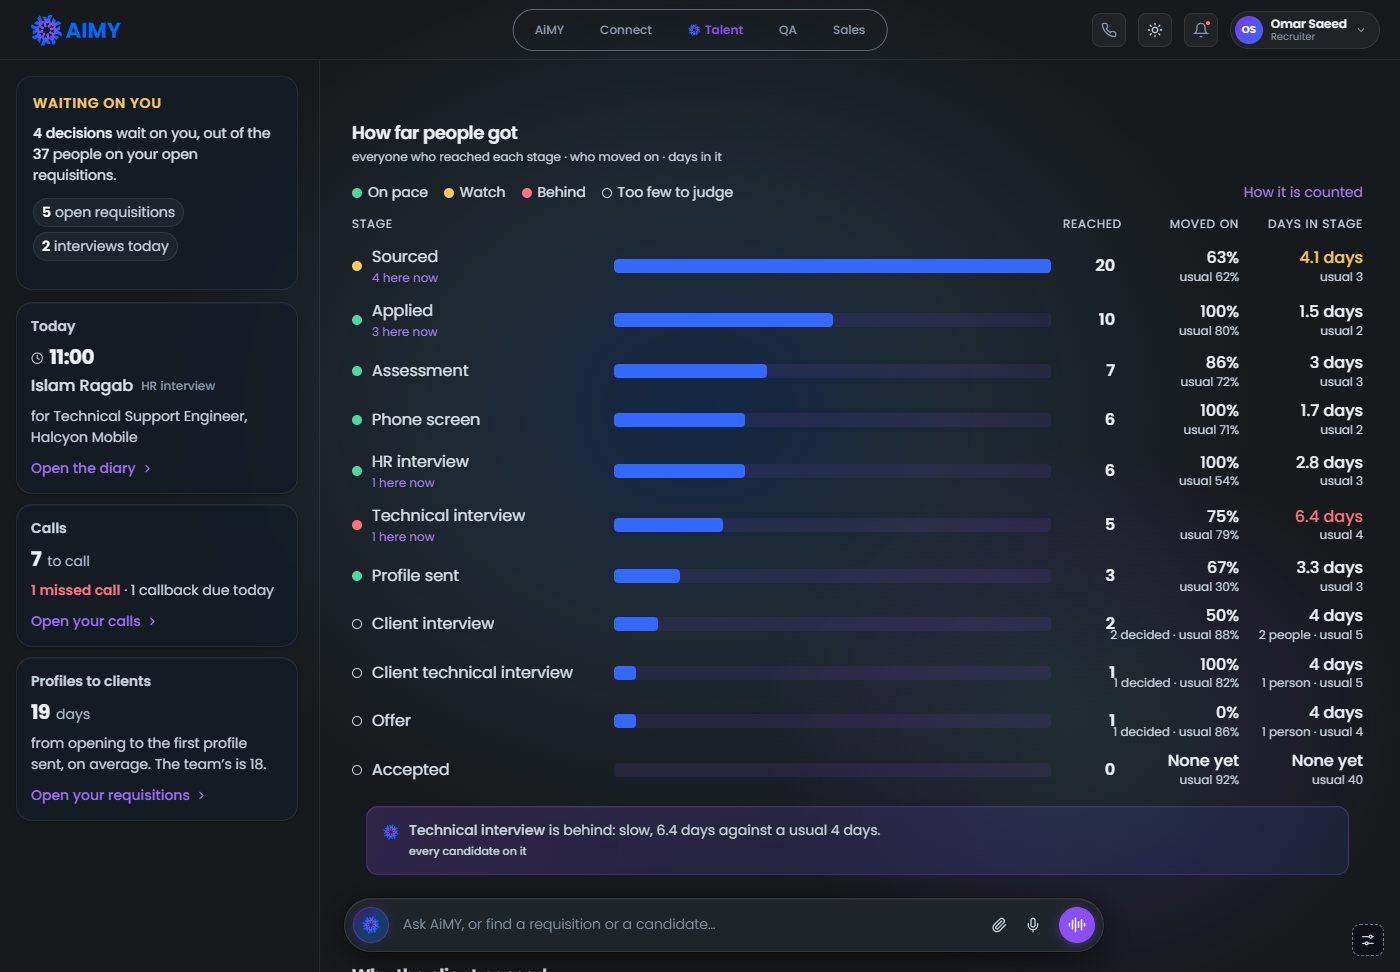 AiMY
AiMY
Connect
Talent
QA
Sales
OS
Omar Saeed
Recruiter
WAITING ON YOU
4 decisions wait on you, out of the
37 people on your open
requisitions.
5 open requisitions
2 interviews today
Today
11:00
Islam Ragab HR interview
for Technical Support Engineer,
Halcyon Mobile
Open the diary
Calls
7 to call
1 missed call · 1 callback due today
Open your calls
Profiles to clients
19 days
from opening to the first profile
sent, on average. The team's is 18.
Open your requisitions
How far people got
everyone who reached each stage · who moved on · days in it
On pace Watch Behind Too few to judge
How it is counted
STAGE REACHED MOVED ON DAYS IN STAGE
Sourced 20 63% 4.1 days
4 here now usual 62% usual 3
Applied 10 100% 1.5 days
3 here now usual 80% usual 2
Assessment 7 86% 3 days
usual 72% usual 3
Phone screen 6 100% 1.7 days
usual 71% usual 2
HR interview 6 100% 2.8 days
1 here now usual 54% usual 3
Technical interview 5 75% 6.4 days
1 here now usual 79% usual 4
Profile sent 3 67% 3.3 days
usual 30% usual 3
Client interview 2 50% 4 days
2 decided · usual 88% 2 people · usual 5
Client technical interview 1 100% 4 days
1 decided · usual 82% 1 person · usual 5
Offer 1 0% 4 days
1 decided · usual 86% 1 person · usual 4
Accepted 0 None yet None yet
usual 92% usual 40
Technical interview is behind: slow, 6.4 days against a usual 4 days.
every candidate on it
Ask AiMY, or find a requisition or a candidate...